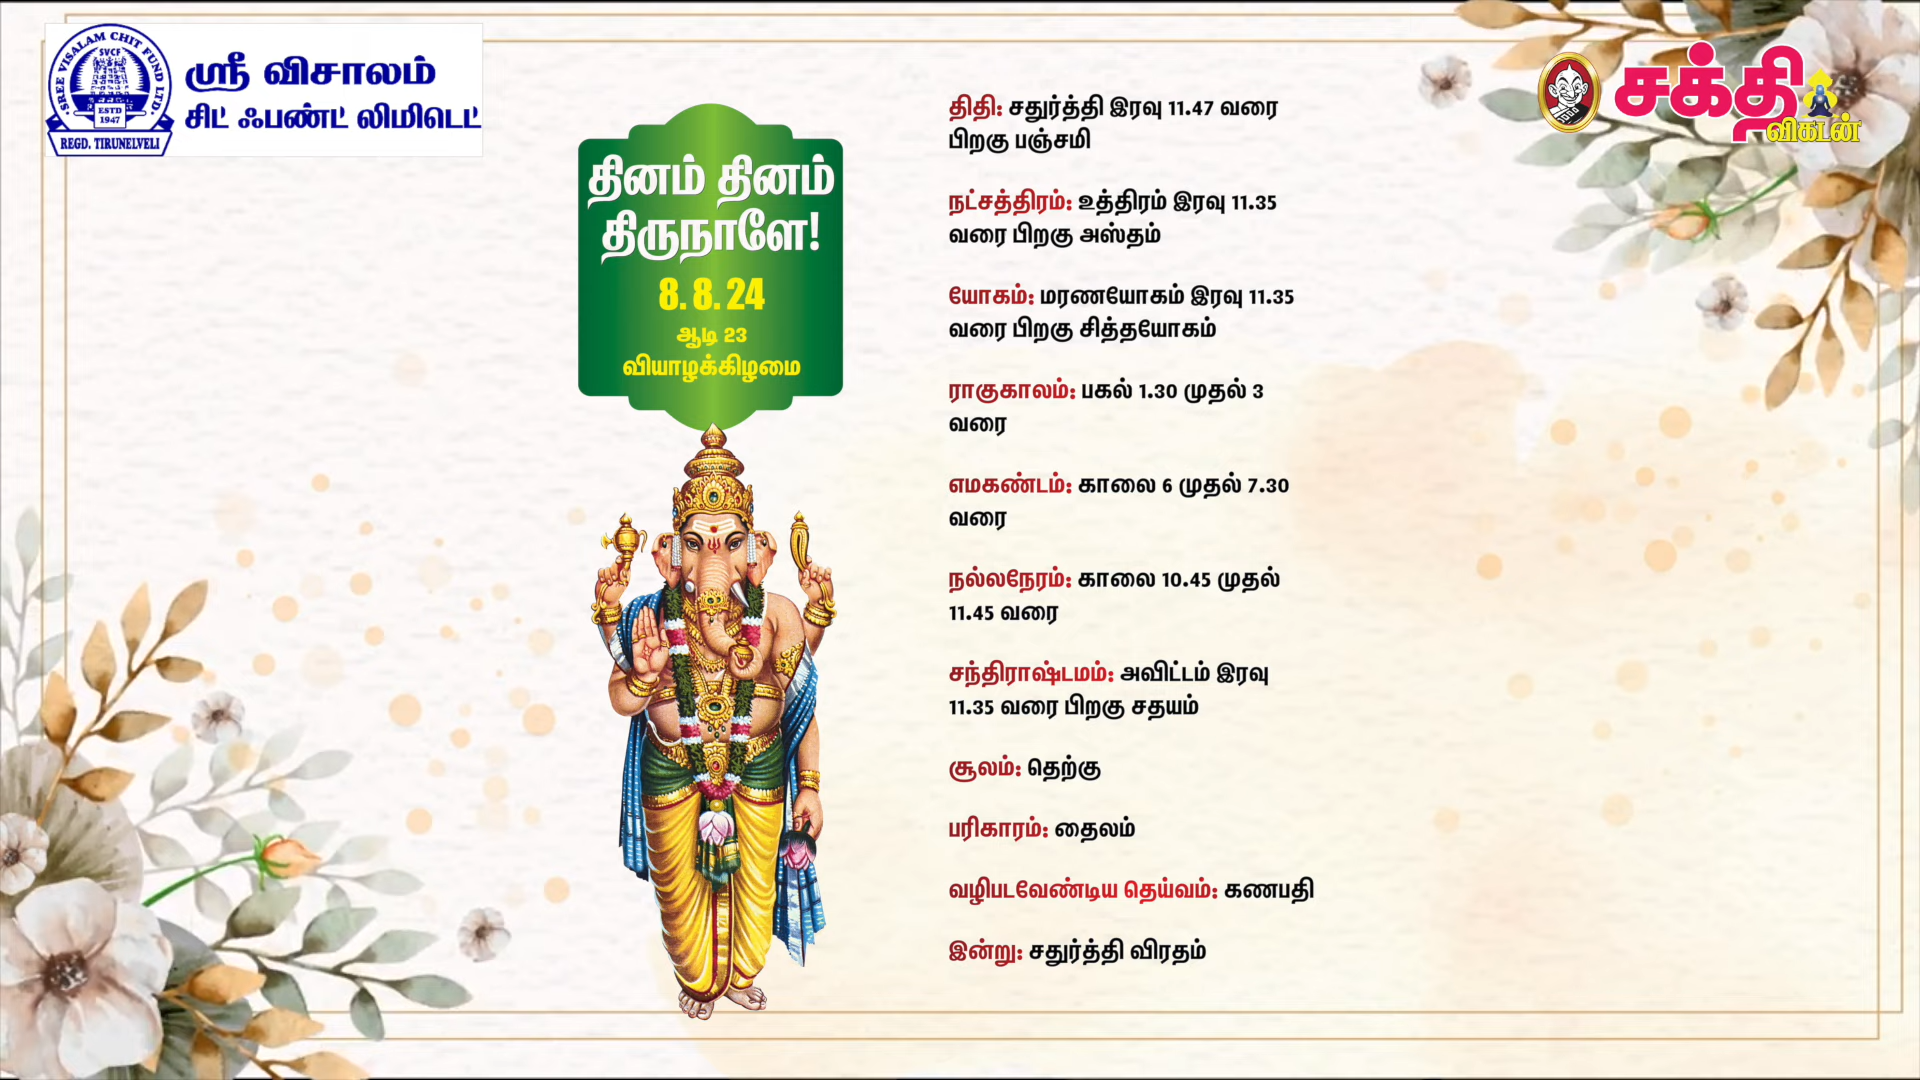 SREE VISALAM CHIT FUND LTD.
SVCF
ESTD
1947
REGD. TIRUNELVELI
ஸ்ரீ விசாலம்
சிட் ஃபண்ட் லிமிடெட்
தினம் தினம்
திருநாளே!
8. 8. 24
ஆடி 23
வியாழக்கிழமை
திதி: சதுர்த்தி இரவு 11.47 வரை
பிறகு பஞ்சமி
நட்சத்திரம்: உத்திரம் இரவு 11.35
வரை பிறகு அஸ்தம்
யோகம்: மரணயோகம் இரவு 11.35
வரை பிறகு சித்தயோகம்
ராகுகாலம்: பகல் 1.30 முதல் 3
வரை
எமகண்டம்: காலை 6 முதல் 7.30
வரை
நல்லநேரம்: காலை 10.45 முதல்
11.45 வரை
சந்திராஷ்டமம்: அவிட்டம் இரவு
11.35 வரை பிறகு சதயம்
சூலம்: தெற்கு
பரிகாரம்: தைலம்
வழிபடவேண்டிய தெய்வம்: கணபதி
இன்று: சதுர்த்தி விரதம்
சக்தி
விகடன்